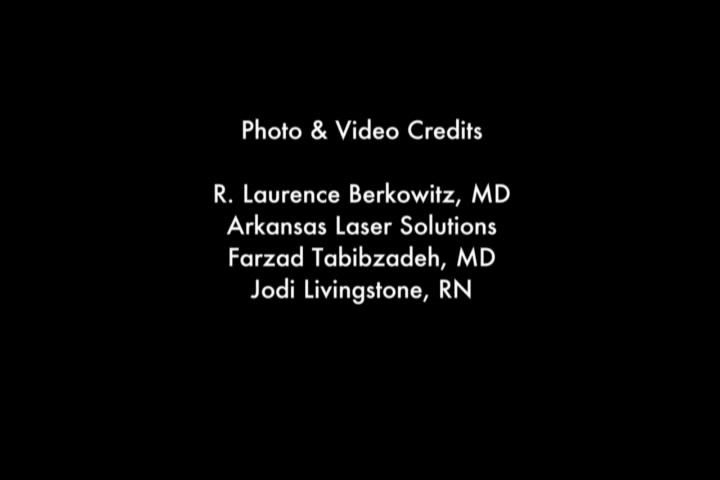 Photo & Video Credits
R. Laurence Berkowitz, MD
Arkansas Laser Solutions
Farzad Tabibzadeh, MD
Jodi Livingstone, RN